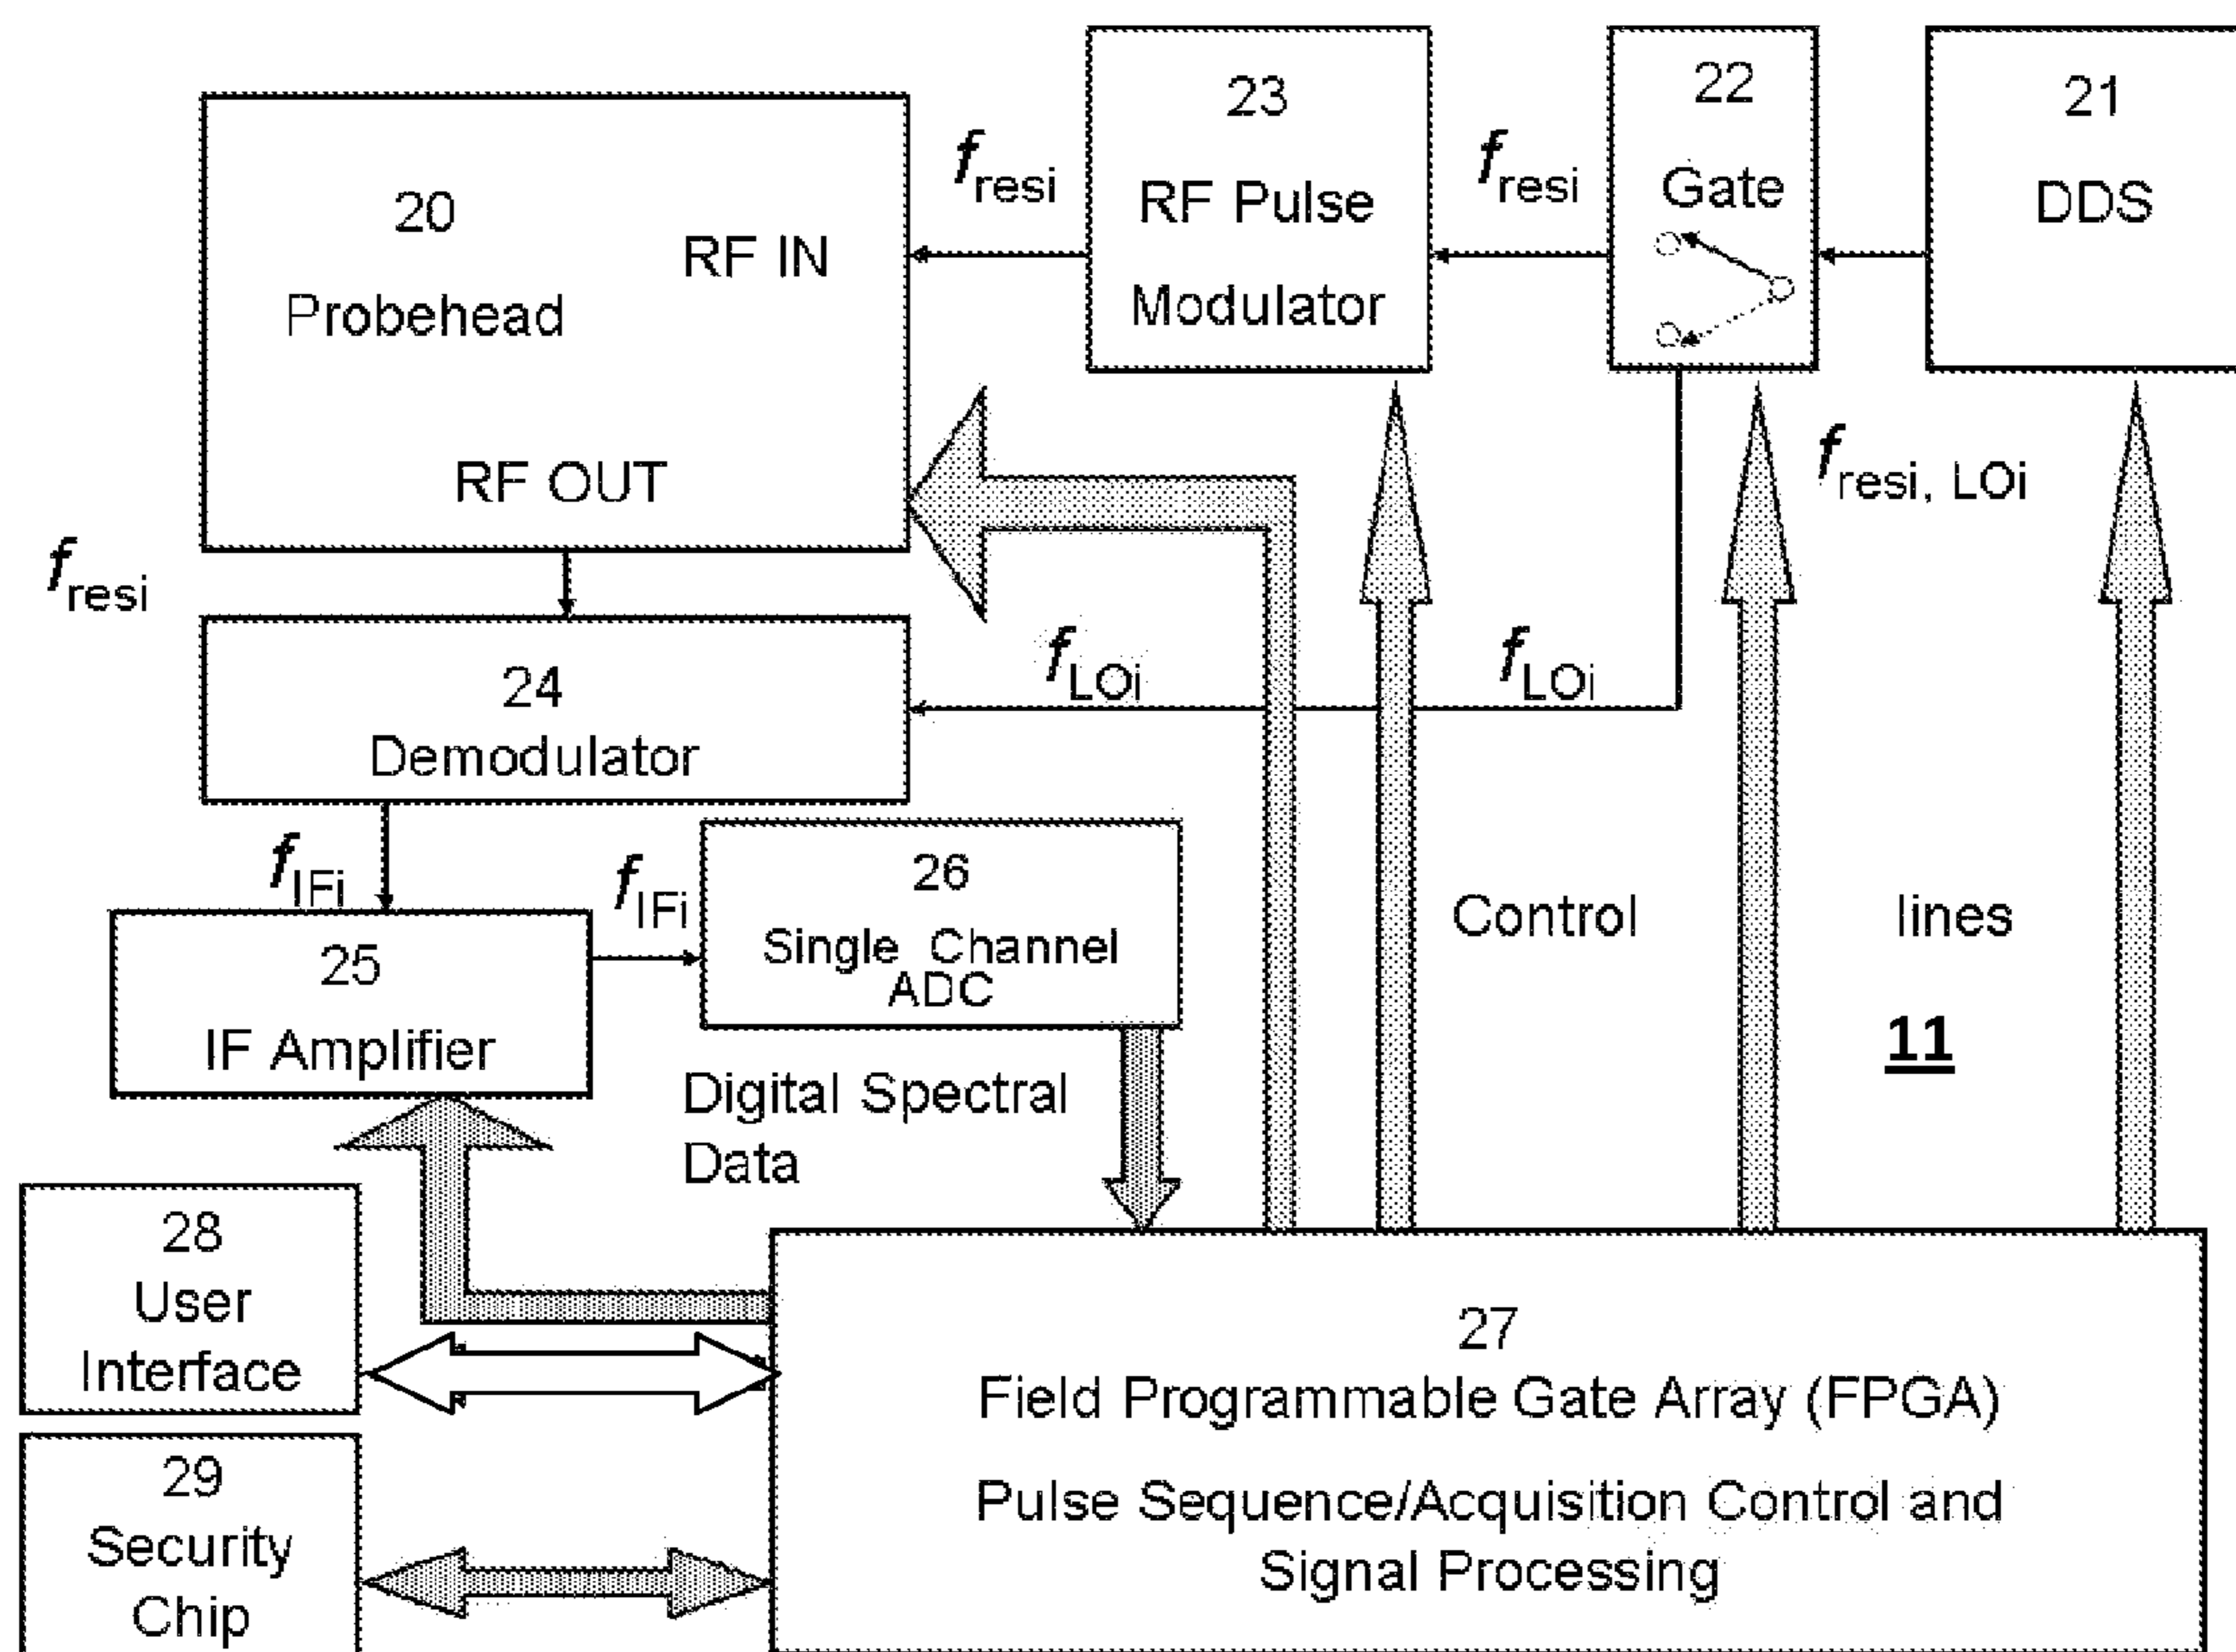 20
Probehead
RF IN
RF OUT
f resi
23
RF Pulse
Modulator
f resi
22
Gate
21
DDS
f resi, LOi
f resi
24
Demodulator
f LOi
f LOi
f IFi
f IFi
25
IF Amplifier
26
Single Channel
ADC
Digital Spectral
Data
Control lines
11
28
User
Interface
29
Security
Chip
27
Field Programmable Gate Array (FPGA)
Pulse Sequence/Acquisition Control and
Signal Processing